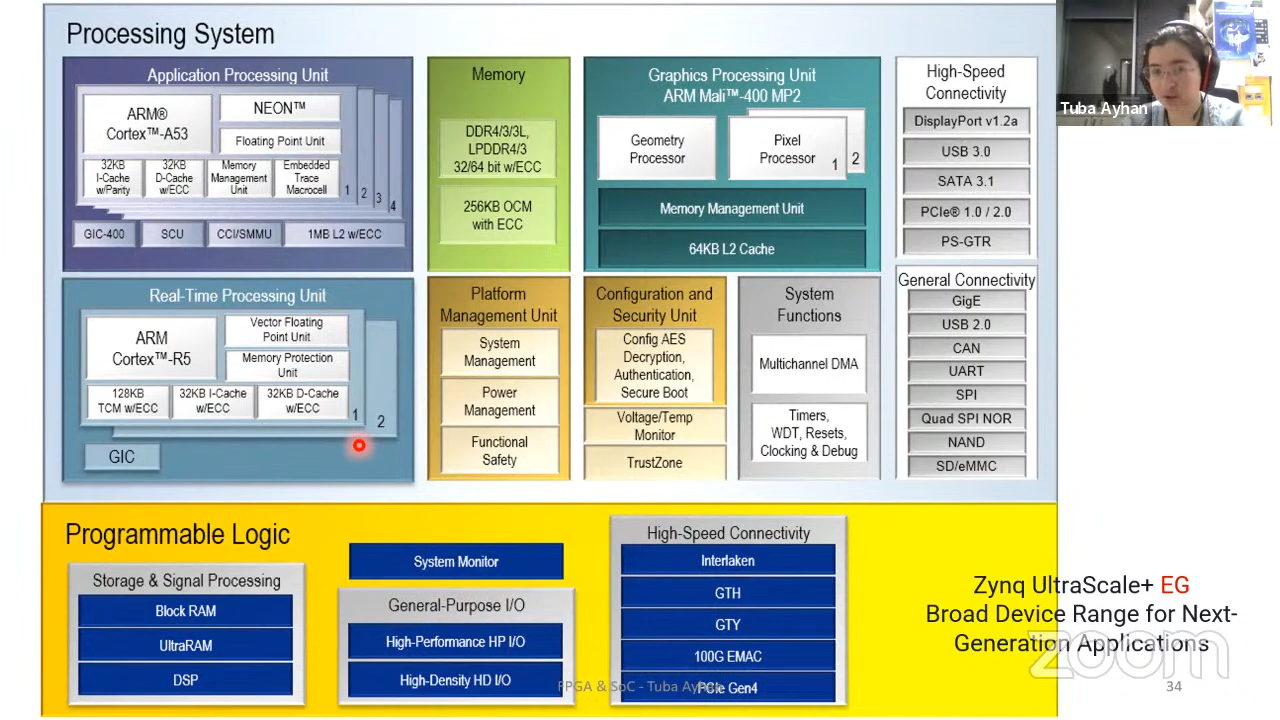 Processing System
Application Processing Unit
ARM®
Cortex™-A53
NEON™
Floating Point Unit
32KB
I-Cache
w/Parity
32KB
D-Cache
w/ECC
Memory
Management
Unit
Embedded
Trace
Macrocell
1
2
3
4
GIC-400
SCU
CCI/SMMU
1MB L2 w/ECC
Memory
DDR4/3/3L,
LPDDR4/3
32/64 bit w/ECC
256KB OCM
with ECC
Graphics Processing Unit
ARM Mali™-400 MP2
Geometry
Processor
Pixel
Processor
1
2
Memory Management Unit
64KB L2 Cache
High-Speed
Connectivity
DisplayPort v1.2a
USB 3.0
SATA 3.1
PCIe® 1.0 / 2.0
PS-GTR
Tuba Ayhan
Real-Time Processing Unit
ARM
Cortex™-R5
Vector Floating
Point Unit
Memory Protection
Unit
128KB
TCM w/ECC
32KB I-Cache
w/ECC
32KB D-Cache
w/ECC
1
2
GIC
Platform
Management Unit
System
Management
Power
Management
Functional
Safety
Configuration and
Security Unit
Config AES
Decryption,
Authentication,
Secure Boot
Voltage/Temp
Monitor
TrustZone
System
Functions
Multichannel DMA
Timers,
WDT, Resets,
Clocking & Debug
General Connectivity
GigE
USB 2.0
CAN
UART
SPI
Quad SPI NOR
NAND
SD/eMMC
Programmable Logic
Storage & Signal Processing
Block RAM
UltraRAM
DSP
System Monitor
General-Purpose I/O
High-Performance HP I/O
High-Density HD I/O
High-Speed Connectivity
Interlaken
GTH
GTY
100G EMAC
PCIe Gen4
Zynq UltraScale+ EG
Broad Device Range for Next-
Generation Applications
zoom
FPGA & SoC - Tuba Ayhan
34